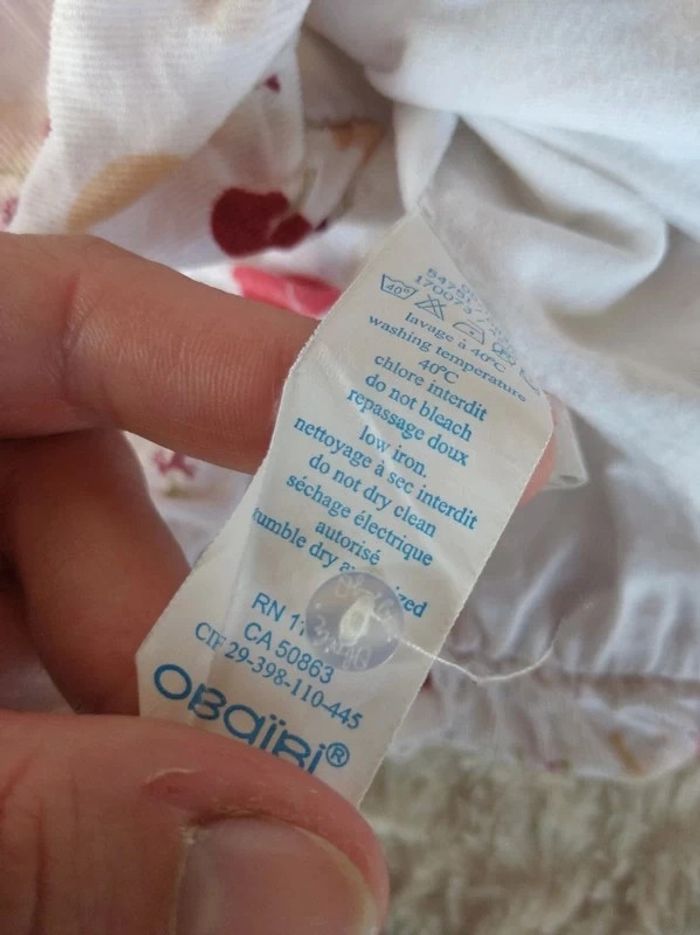 40°
lavage à 40°C
washing temperature
40°C
chlore interdit
do not bleach
repassage doux
low iron.
nettoyage à sec interdit
do not dry clean
séchage électrique
autorisé
tumble dry
RN
CA 50863
CIF 29-398-110-445
OBaïBi®